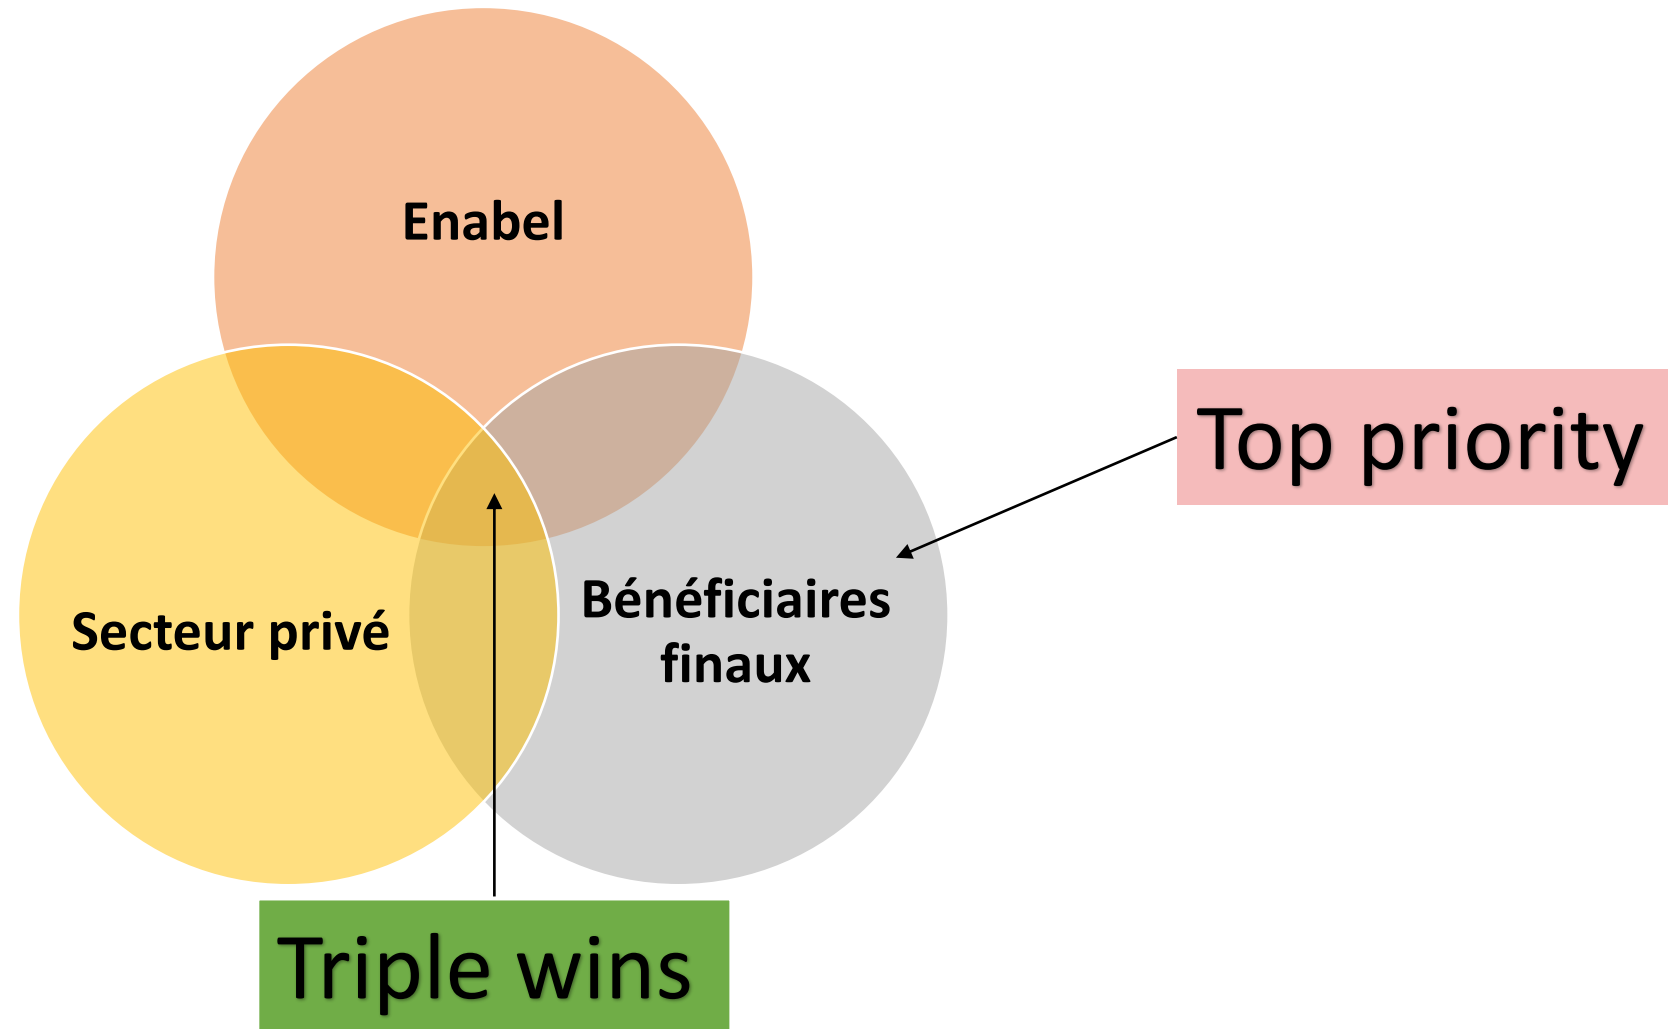 Enabel
Top priority
Secteur privé
Bénéficiaires
finaux
Triple wins